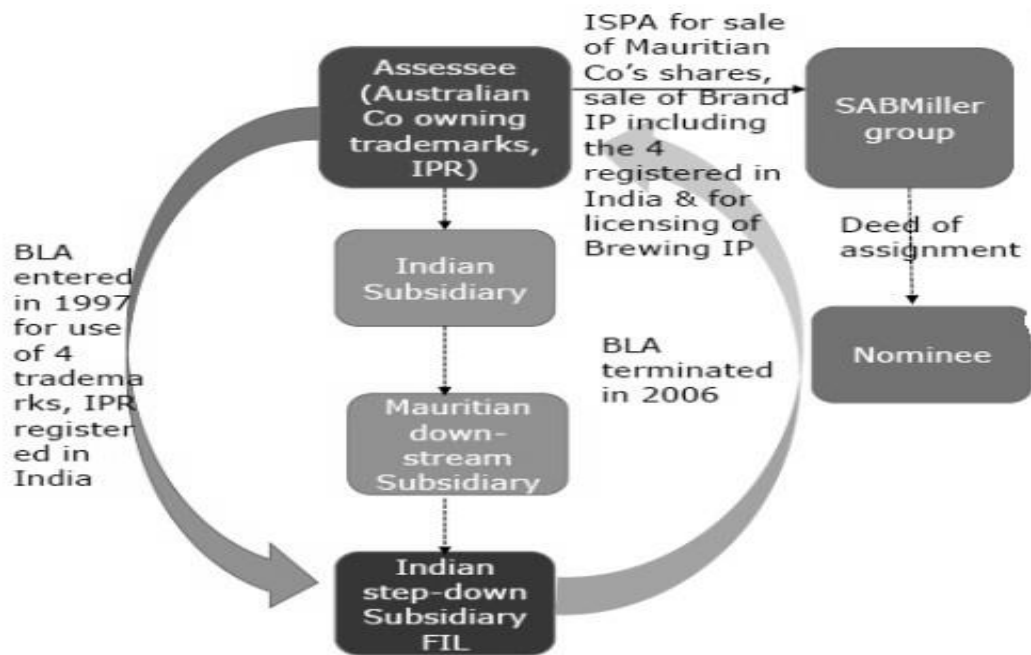 Assessee
(Australian
Co owning
trademarks,
IPR)
ISPA for sale
of Mauritian
Co's shares,
sale of Brand
IP including
the 4
registered in
India & for
licensing of
Brewing IP
SABMiller
group
Deed of
assignment
Nominee
Indian
Subsidiary
Mauritian
down-
stream
Subsidiary
Indian
step-down
Subsidiary
FIL
BLA
entered
in 1997
for use
of 4
tradema
rks, IPR
register
ed in
India
BLA
terminated
in 2006